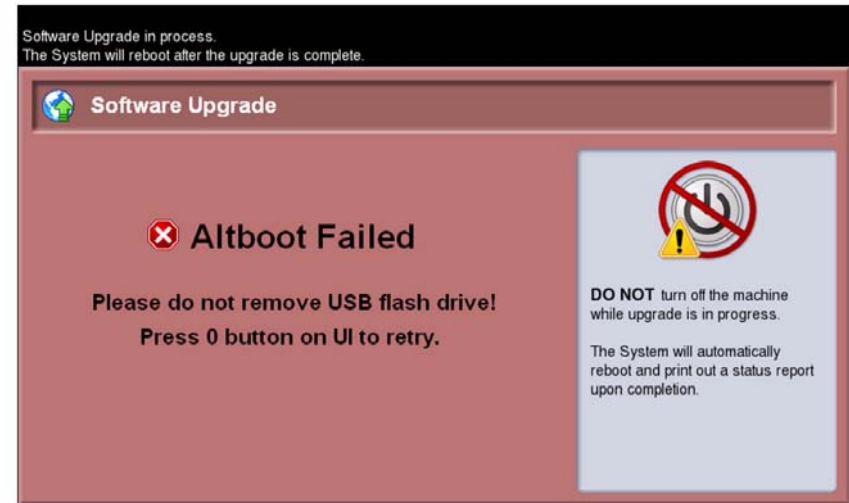 Software Upgrade in process.
The System will reboot after the upgrade is complete.
Software Upgrade
Altboot Failed
Please do not remove USB flash drive!
Press 0 button on UI to retry.
DO NOT turn off the machine
while upgrade is in progress.
The System will automatically
reboot and print out a status report
upon completion.